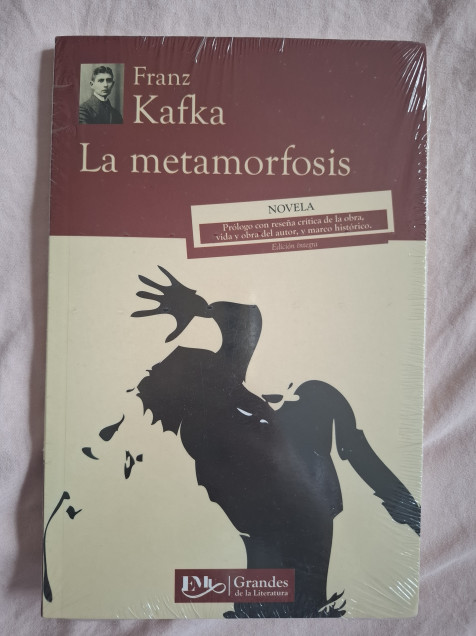 Franz
Kafka
La metamorfosis
NOVELA
Prólogo con reseña crítica de la obra,
vida y obra del autor, y marco histórico.
Edición íntegra
EMU
Grandes
de la Literatura